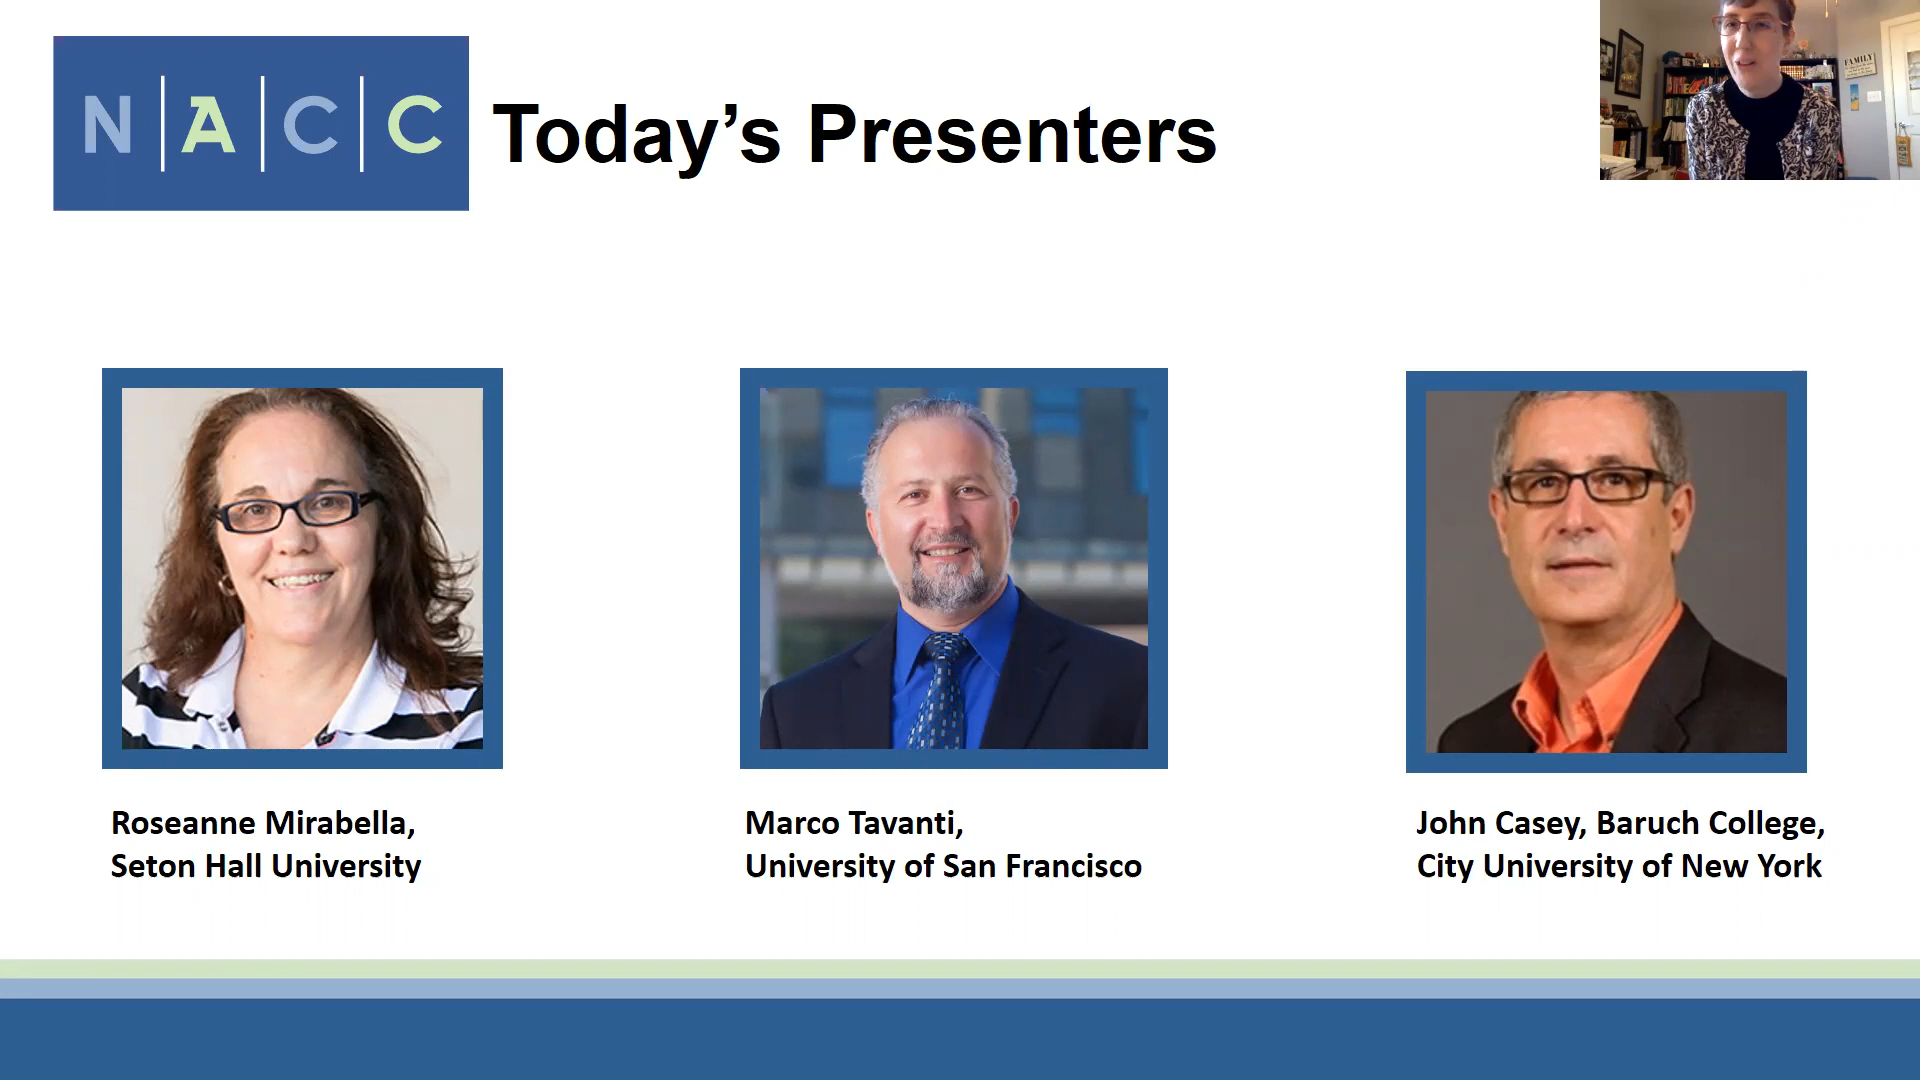 N|A|C|C
Today’s Presenters
FAMILY
Roseanne Mirabella,
Seton Hall University
Marco Tavanti,
University of San Francisco
John Casey, Baruch College,
City University of New York